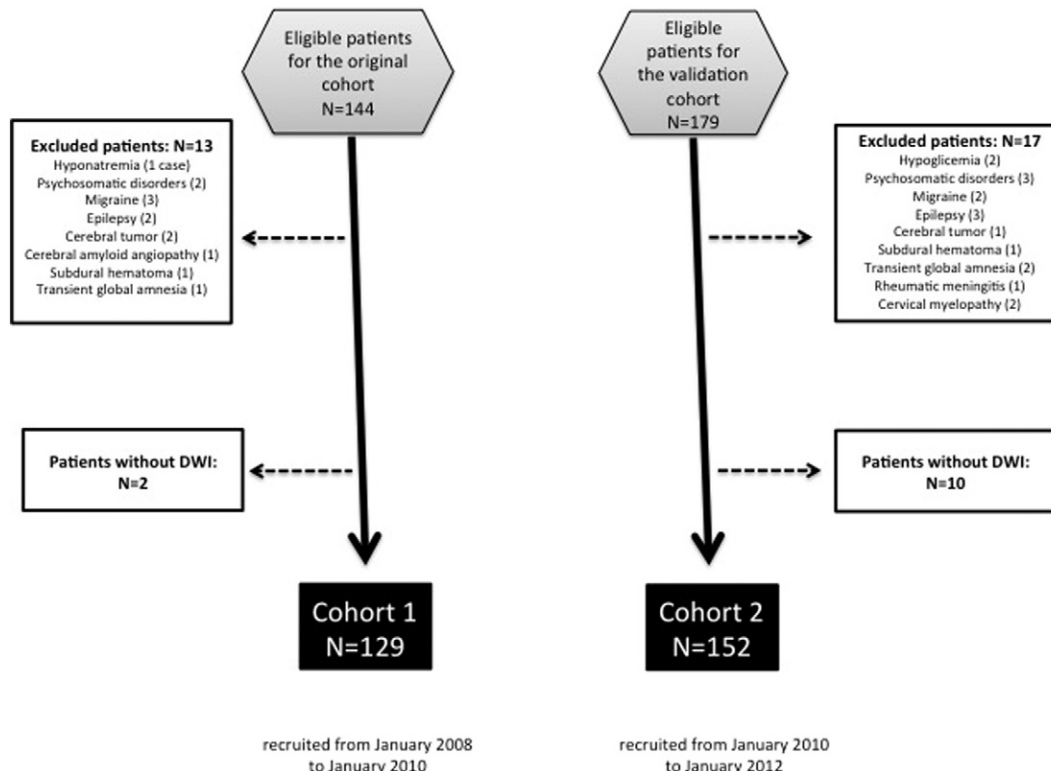 Eligible patients
for the original
cohort
N=144
Excluded patients: N=13
Hyponatremia (1 case)
Psychosomatic disorders (2)
Migraine (3)
Epilepsy (2)
Cerebral tumor (2)
Cerebral amyloid angiopathy (1)
Subdural hematoma (1)
Transient global amnesia (1)
Patients without DWI:
N=2
Cohort 1
N=129
recruited from January 2008
to January 2010
Eligible
patients for
the validation
cohort
N=179
Excluded patients: N=17
Hypoglicemia (2)
Psychosomatic disorders (3)
Migraine (2)
Epilepsy (3)
Cerebral tumor (1)
Subdural hematoma (1)
Transient global amnesia (2)
Rheumatic meningitis (1)
Cervical myelopathy (2)
Patients without DWI:
N=10
Cohort 2
N=152
recruited from January 2010
to January 2012